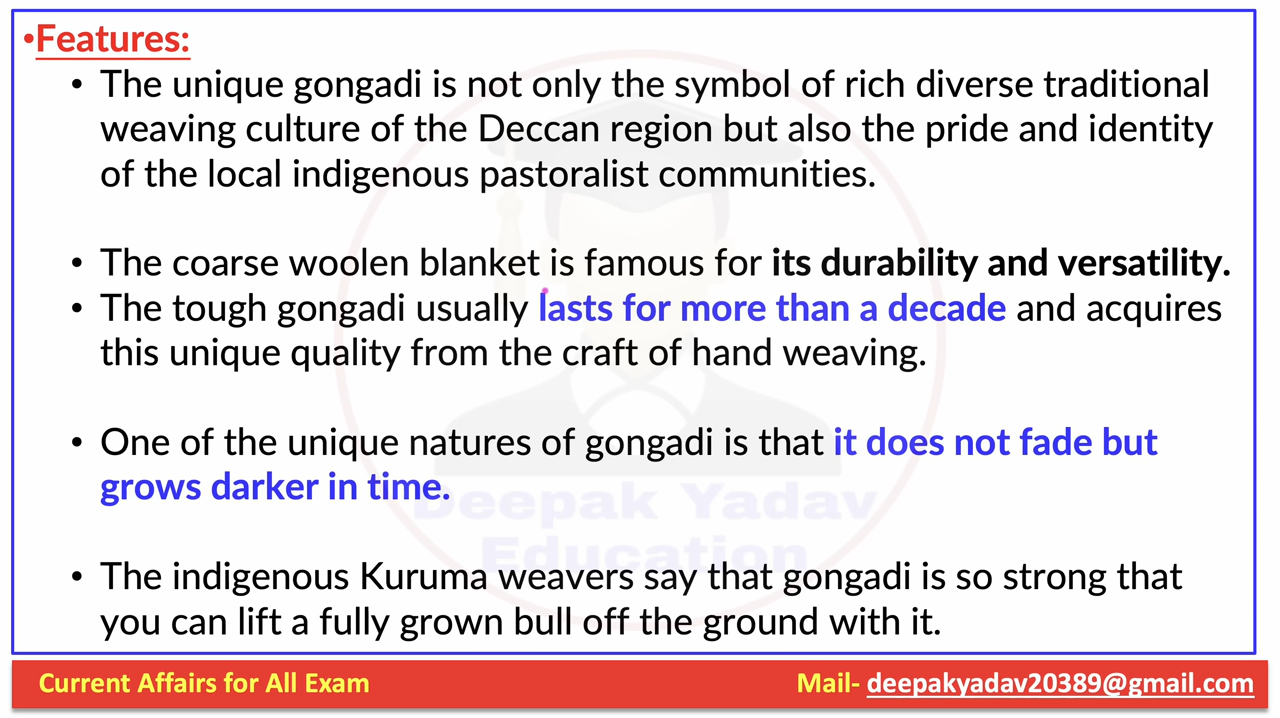 •Features:
• The unique gongadi is not only the symbol of rich diverse traditional
weaving culture of the Deccan region but also the pride and identity
of the local indigenous pastoralist communities.
• The coarse woolen blanket is famous for its durability and versatility.
• The tough gongadi usually lasts for more than a decade and acquires
this unique quality from the craft of hand weaving.
• One of the unique natures of gongadi is that it does not fade but
grows darker in time.
Deepak Yadav
Education
• The indigenous Kuruma weavers say that gongadi is so strong that
you can lift a fully grown bull off the ground with it.
Current Affairs for All Exam
Mail- deepakyadav20389@gmail.com